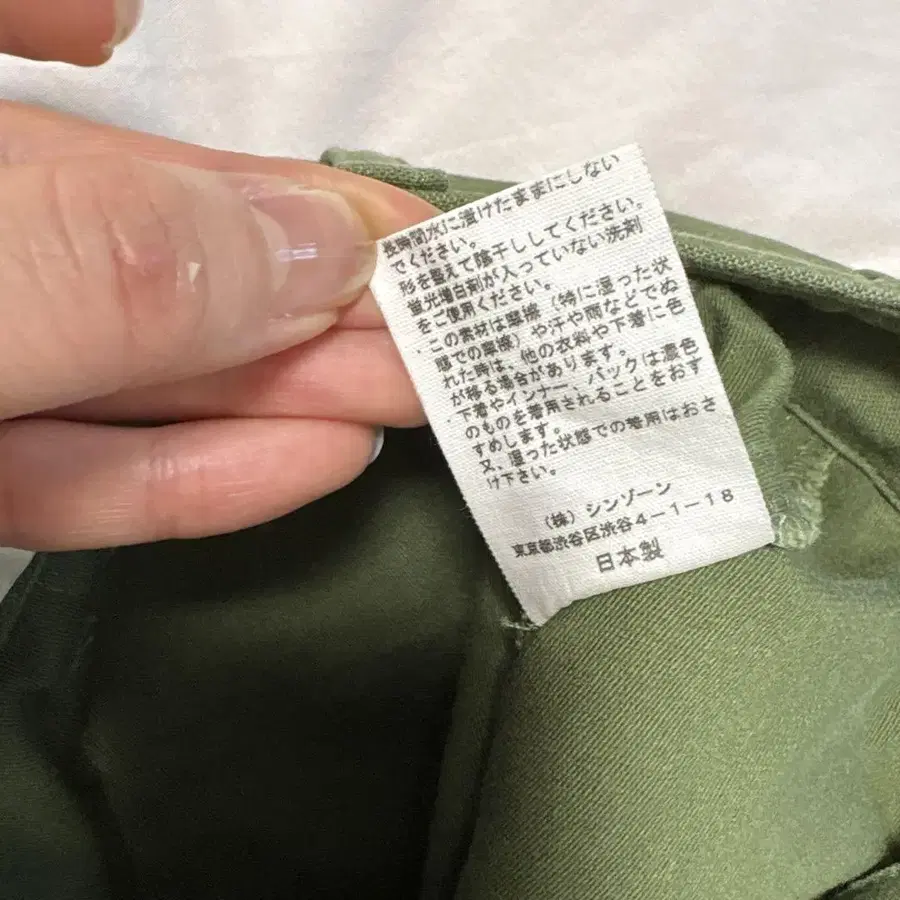 長時間水に浸けたままにしない
でください。
形を整えて陰干ししてください。
蛍光増白剤が入っていない洗剤
をご使用ください。
・この素材は摩擦（特に湿った状
態での摩擦）や汗や雨などでぬ
れた時は、他の衣料や下着に色
が移る場合があります。
下着やインナー、バックは濃色
のものを着用されることをおす
すめします。
又、湿った状態での着用はおさ
け下さい。
（株）シンゾーン
東京都渋谷区渋谷4-1-18
日本製